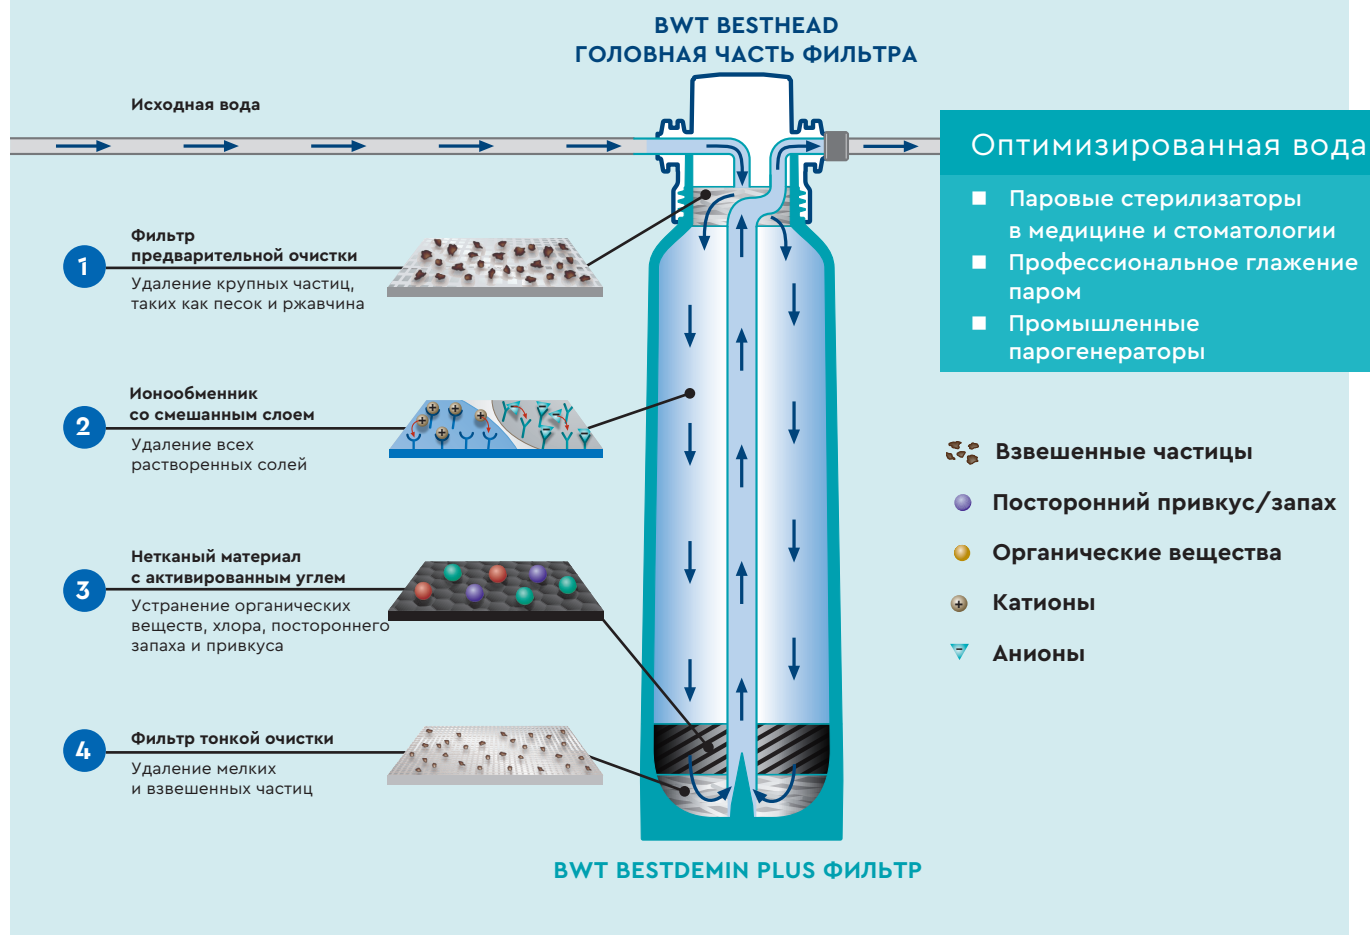 BWT BESTHEAD
ГОЛОВНАЯ ЧАСТЬ ФИЛЬТРА
Исходная вода
Оптимизированная вода
Паровые стерилизаторы
в медицине и стоматологии
Профессиональное глажение
паром
Промышленные
парогенераторы
1
Фильтр
предварительной очистки
Удаление крупных частиц,
таких как песок и ржавчина
2
Ионообменник
со смешанным слоем
Удаление всех
растворенных солей
3
Нетканый материал
с активированным углем
Устранение органических
веществ, хлора, постороннего
запаха и привкуса
4
Фильтр тонкой очистки
Удаление мелких
и взвешенных частиц
Взвешенные частицы
Посторонний привкус/запах
Органические вещества
Катионы
Анионы
BWT BESTDEMIN PLUS ФИЛЬТР